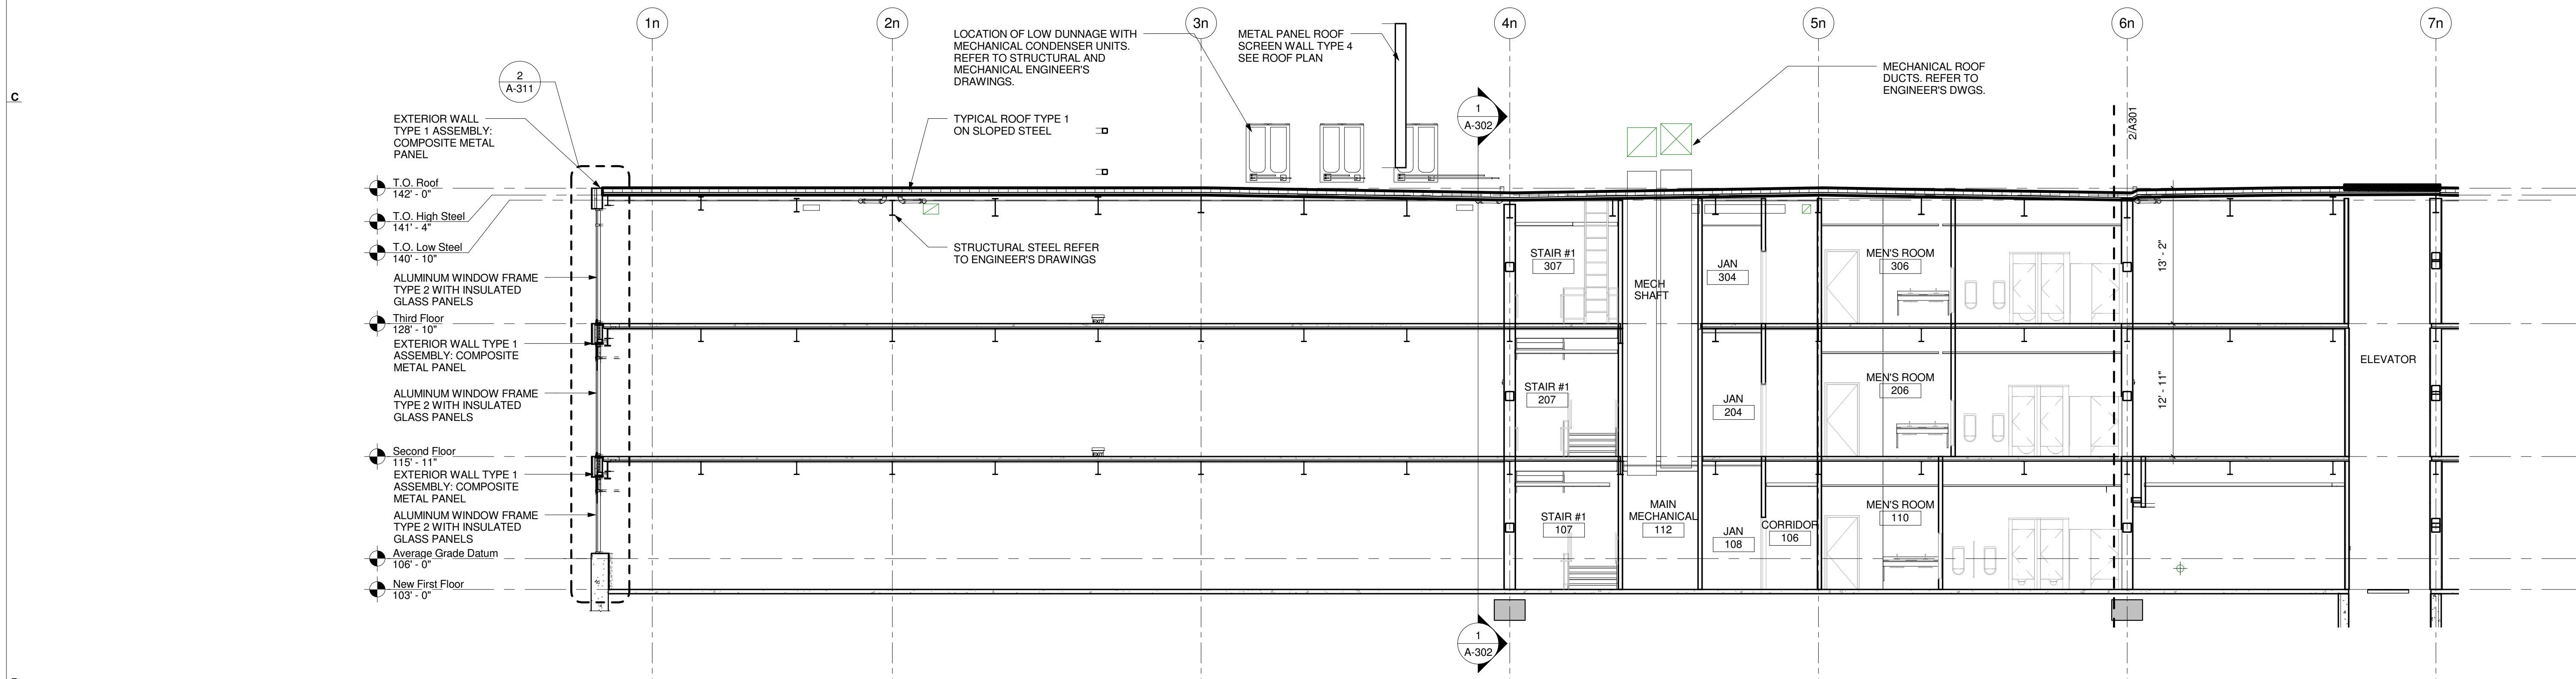 1n
2n
3n
4n
5n
6n
7n
C
2
A-311
LOCATION OF LOW DUNNAGE WITH
MECHANICAL CONDENSER UNITS.
REFER TO STRUCTURAL AND
MECHANICAL ENGINEER'S
DRAWINGS.
METAL PANEL ROOF
SCREEN WALL TYPE 4
SEE ROOF PLAN
MECHANICAL ROOF
DUCTS. REFER TO
ENGINEER'S DWGS.
1
A-302
2/A301
EXTERIOR WALL
TYPE 1 ASSEMBLY:
COMPOSITE METAL
PANEL
TYPICAL ROOF TYPE 1
ON SLOPED STEEL
T.O. Roof
142' - 0"
T.O. High Steel
141' - 4"
T.O. Low Steel
140' - 10"
STRUCTURAL STEEL REFER
TO ENGINEER'S DRAWINGS
ALUMINUM WINDOW FRAME
TYPE 2 WITH INSULATED
GLASS PANELS
STAIR #1
307
MECH
SHAFT
JAN
304
MEN'S ROOM
306
13' - 2"
Third Floor
128' - 10"
EXIT
EXTERIOR WALL TYPE 1
ASSEMBLY: COMPOSITE
METAL PANEL
ALUMINUM WINDOW FRAME
TYPE 2 WITH INSULATED
GLASS PANELS
STAIR #1
207
JAN
204
MEN'S ROOM
206
12' - 11"
ELEVATOR
Second Floor
115' - 11"
EXIT
EXTERIOR WALL TYPE 1
ASSEMBLY: COMPOSITE
METAL PANEL
ALUMINUM WINDOW FRAME
TYPE 2 WITH INSULATED
GLASS PANELS
STAIR #1
107
MAIN
MECHANICAL
112
JAN
108
CORRIDOR
106
MEN'S ROOM
110
Average Grade Datum
106' - 0"
New First Floor
103' - 0"
1
A-302